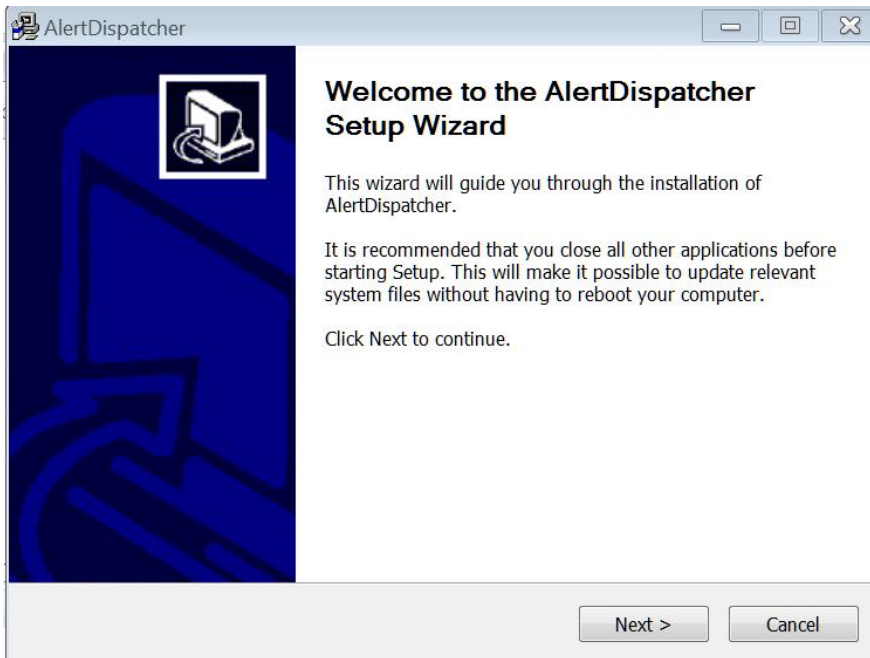 AlertDispatcher
Welcome to the AlertDispatcher
Setup Wizard
This wizard will guide you through the installation of
AlertDispatcher.
It is recommended that you close all other applications before
starting Setup. This will make it possible to update relevant
system files without having to reboot your computer.
Click Next to continue.
Next >
Cancel